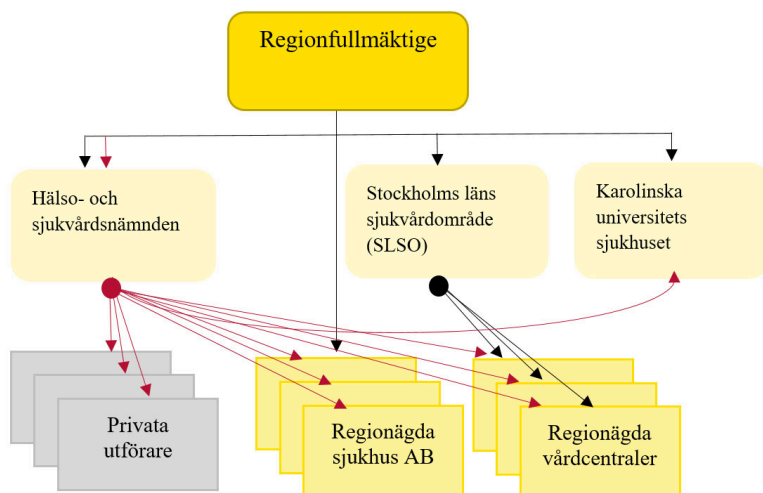 Regionfullmäktige
Hälso- och
sjukvårdsnämnden
Stockholms läns
sjukvårdområde
(SLSO)
Karolinska
universitets
sjukhuset
Privata
utförare
Regionägda
sjukhus AB
Regionägda
vårdcentraler